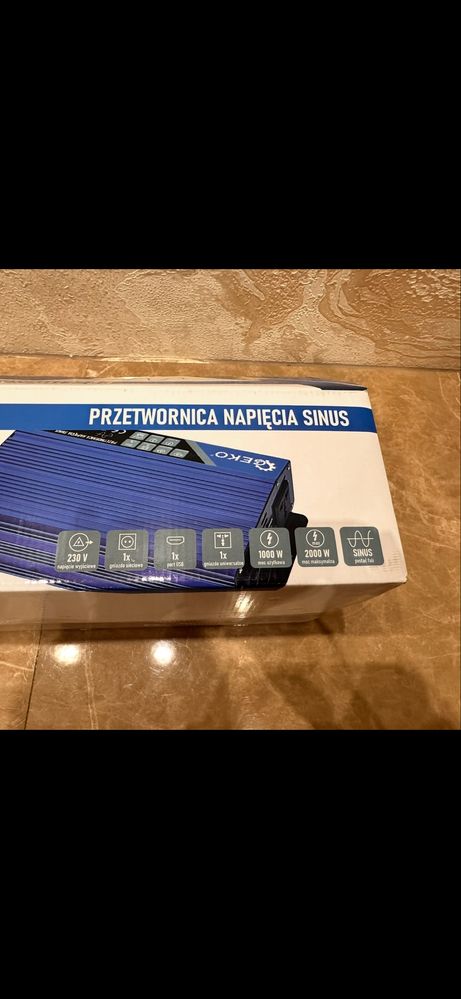 PRZETWORNICA NAPIĘCIA SINUS
GEKO
230 V
napięcie wyjściowe
1x
gniazdo sieciowe
1x
port USB
1x
gniazdo uniwersalne
1000 W
moc użytkowa
max
2000 W
moc maksymalna
SINUS
postać fali